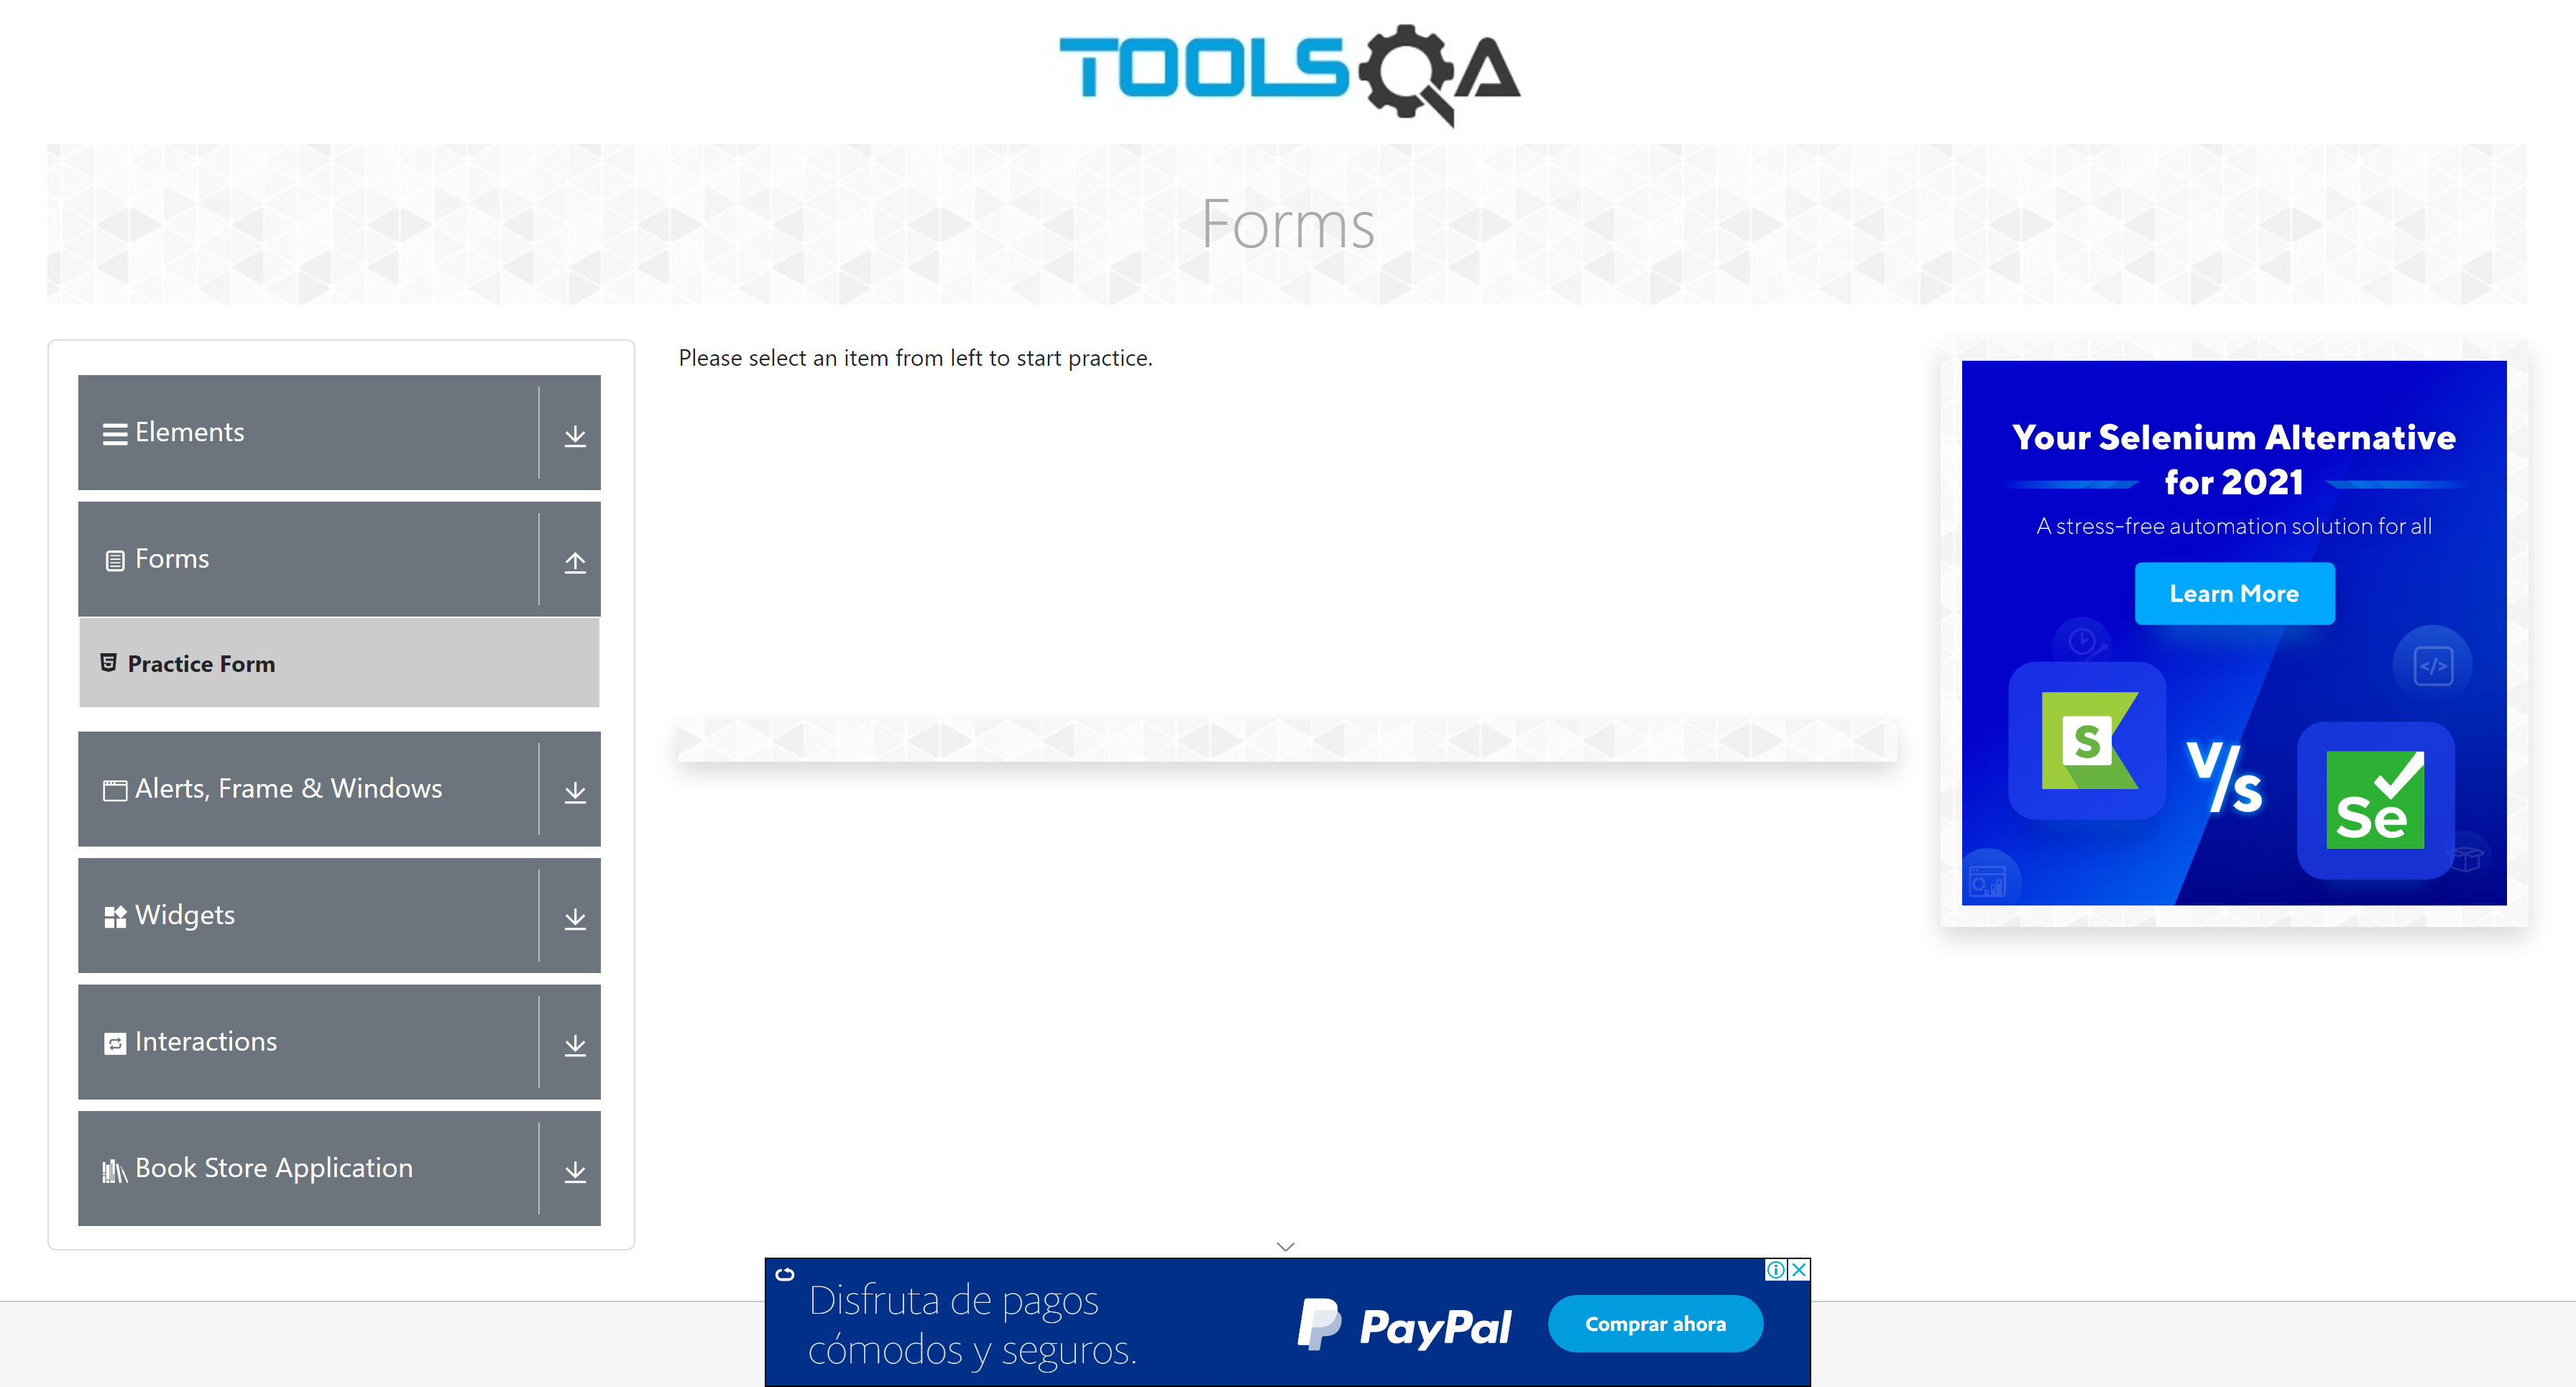 TOOLSQA
Forms
Elements
Forms
Practice Form
Alerts, Frame & Windows
Widgets
Interactions
Book Store Application
Please select an item from left to start practice.
Your Selenium Alternative
for 2021
A stress-free automation solution for all
Learn More
</>
S
V/s
Se
Disfruta de pagos
cómodos y seguros.
PayPal
Comprar ahora